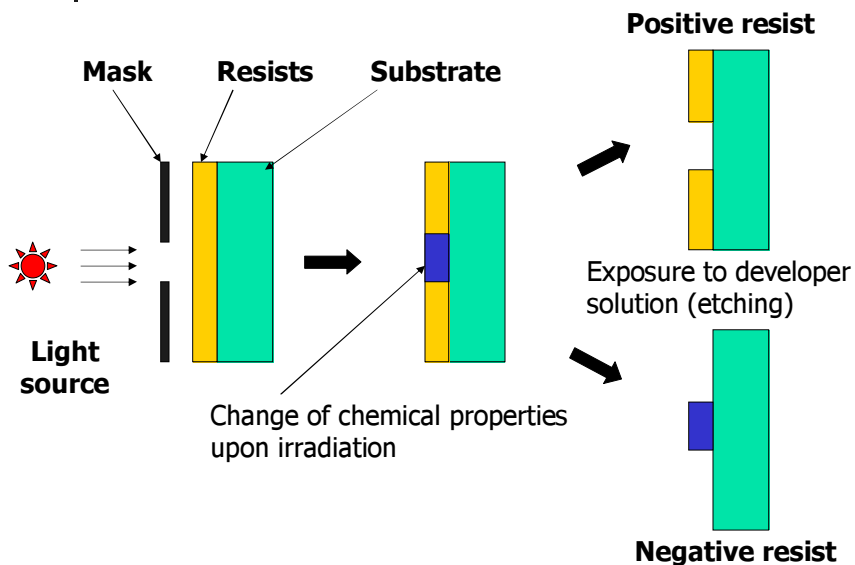 Positive resist
Mask
Resists
Substrate
Exposure to developer
solution (etching)
Light
source
Change of chemical properties
upon irradiation
Negative resist